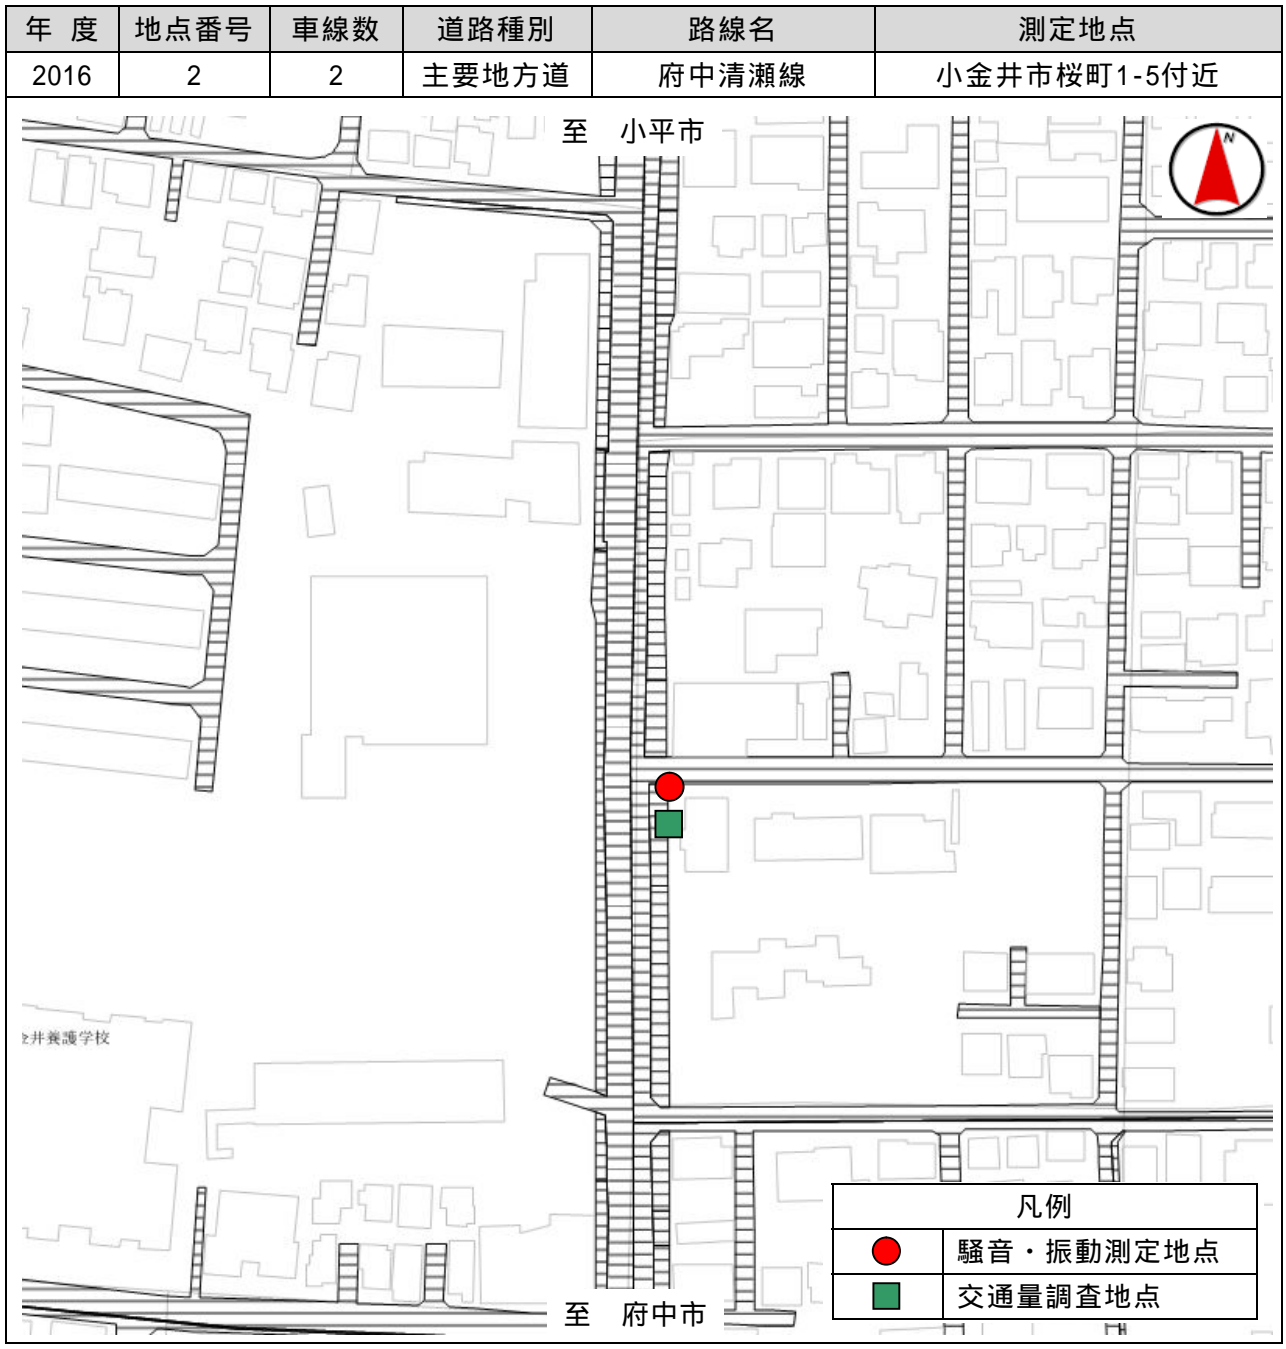 年 度 地点番号 車線数 道路種別 路線名 測定地点
2016 2 2 主要地方道 府中清瀬線 小金井市桜町1-5付近
至 小平市
N
井養護学校
凡例
騒音・振動測定地点
交通量調査地点
至 府中市